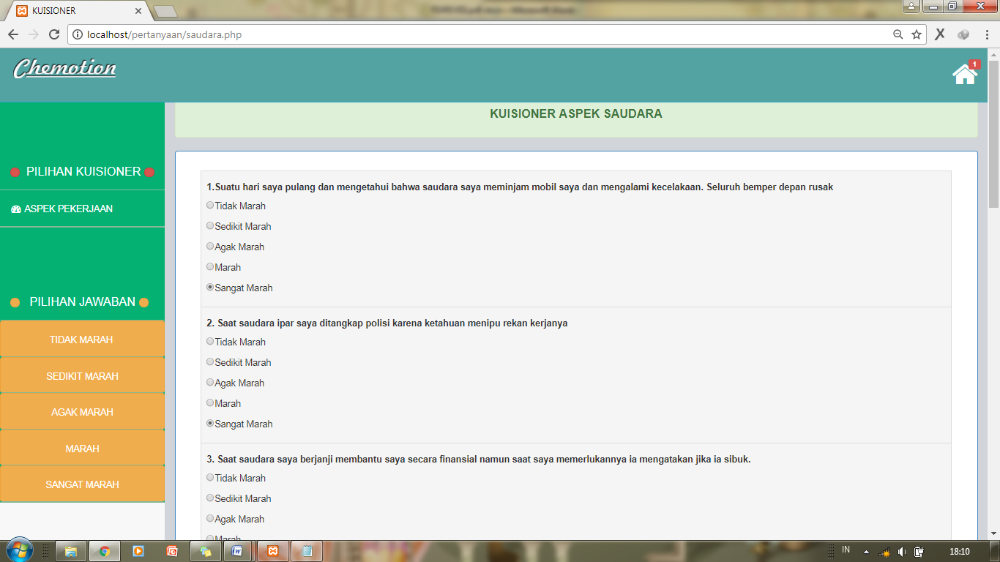 KUISIONER
localhost/pertanyaan/saudara.php
Chemotion
1
KUISIONER ASPEK SAUDARA
PILIHAN KUISIONER
ASPEK PEKERJAAN
PILIHAN JAWABAN
TIDAK MARAH
SEDIKIT MARAH
AGAK MARAH
MARAH
SANGAT MARAH
1.Suatu hari saya pulang dan mengetahui bahwa saudara saya meminjam mobil saya dan mengalami kecelakaan. Seluruh bemper depan rusak
Tidak Marah
Sedikit Marah
Agak Marah
Marah
Sangat Marah
2. Saat saudara ipar saya ditangkap polisi karena ketahuan menipu rekan kerjanya
Tidak Marah
Sedikit Marah
Agak Marah
Marah
Sangat Marah
3. Saat saudara saya berjanji membantu saya secara finansial namun saat saya memerlukannya ia mengatakan jika ia sibuk.
Tidak Marah
Sedikit Marah
Agak Marah
Marah
IN
18:10